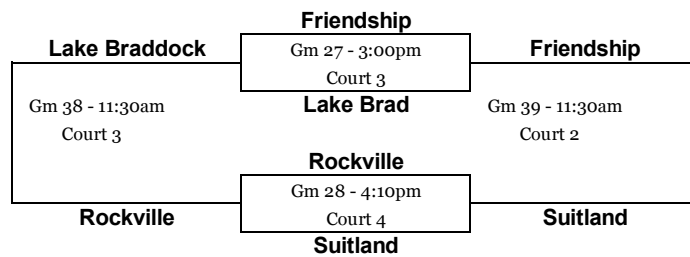 Friendship
Lake Braddock
Gm 27 - 3:00pm
Friendship
Court 3
Lake Brad
Gm 38 - 11:30am
Gm 39 - 11:30am
Court 3
Court 2
Rockville
Gm 28 - 4:10pm
Rockville
Court 4
Suitland
Suitland